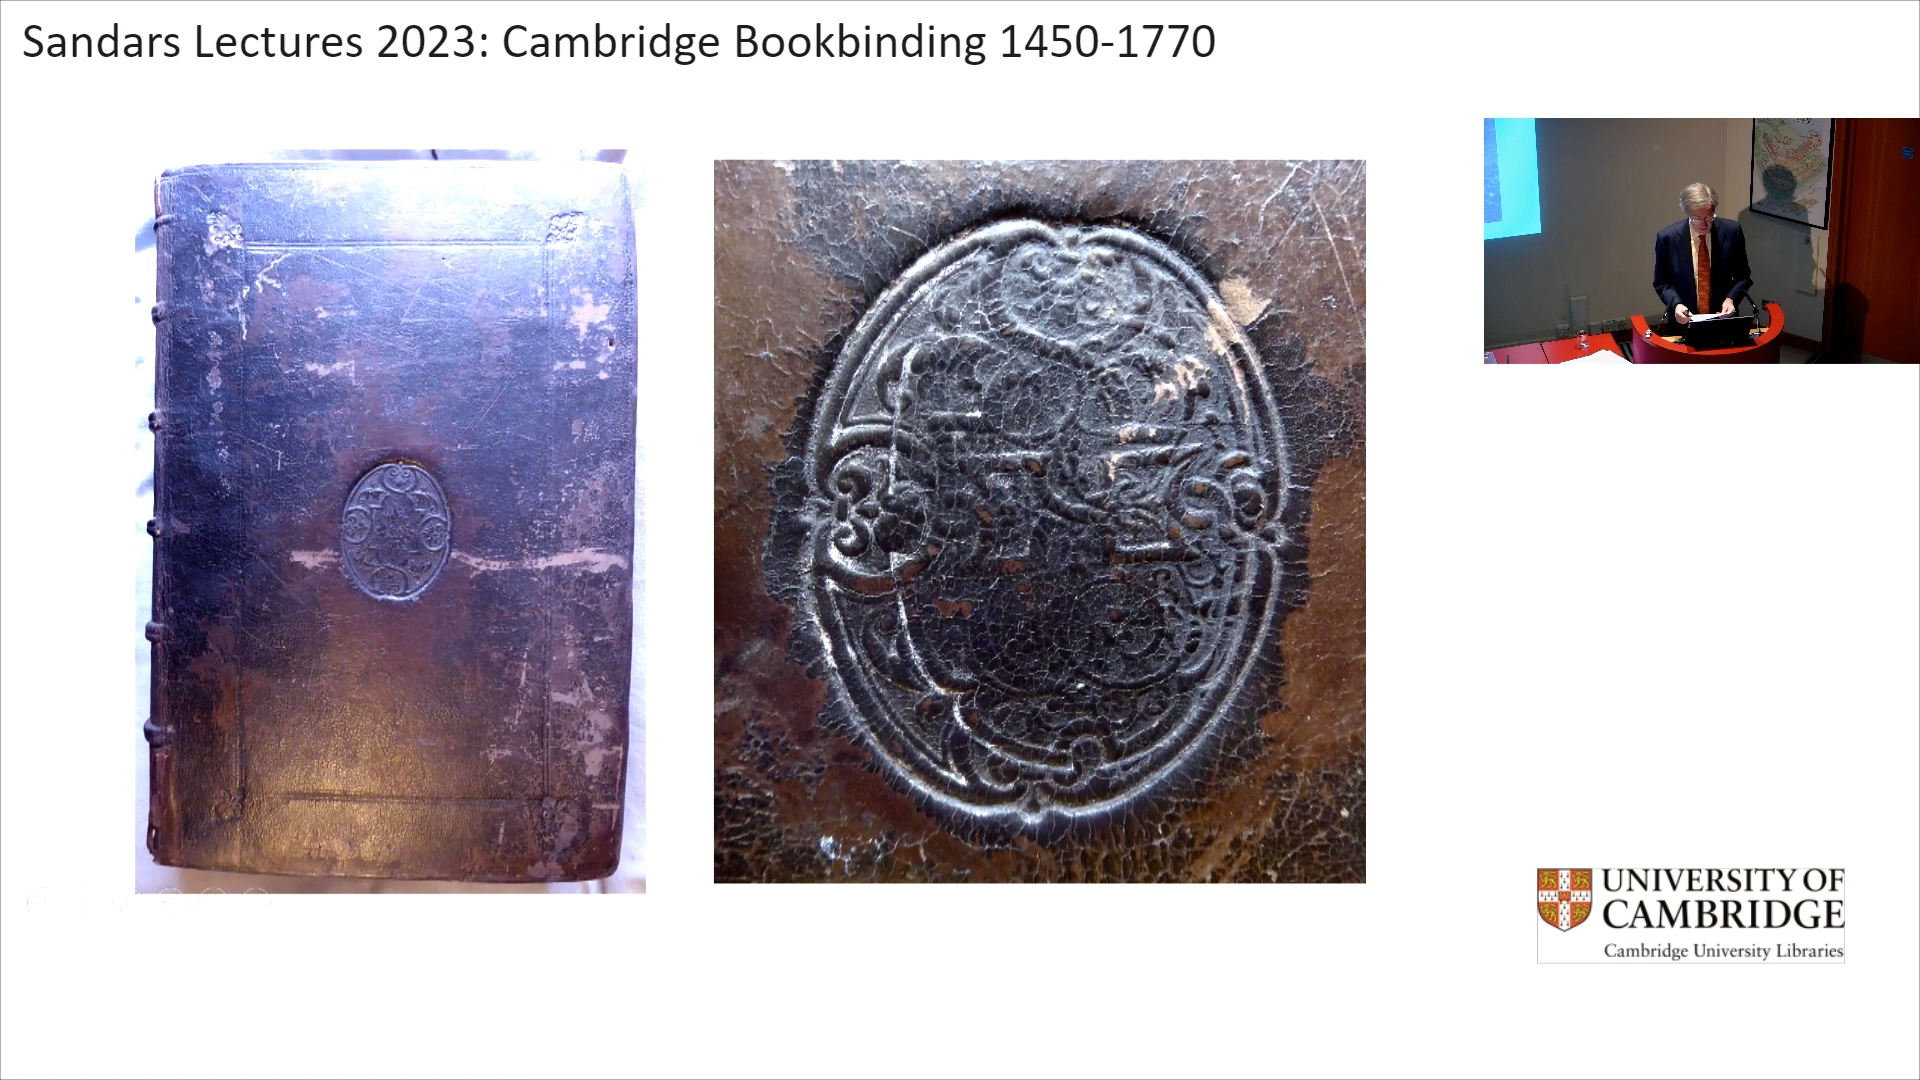 Sandars Lectures 2023: Cambridge Bookbinding 1450-1770
UNIVERSITY OF
CAMBRIDGE
Cambridge University Libraries